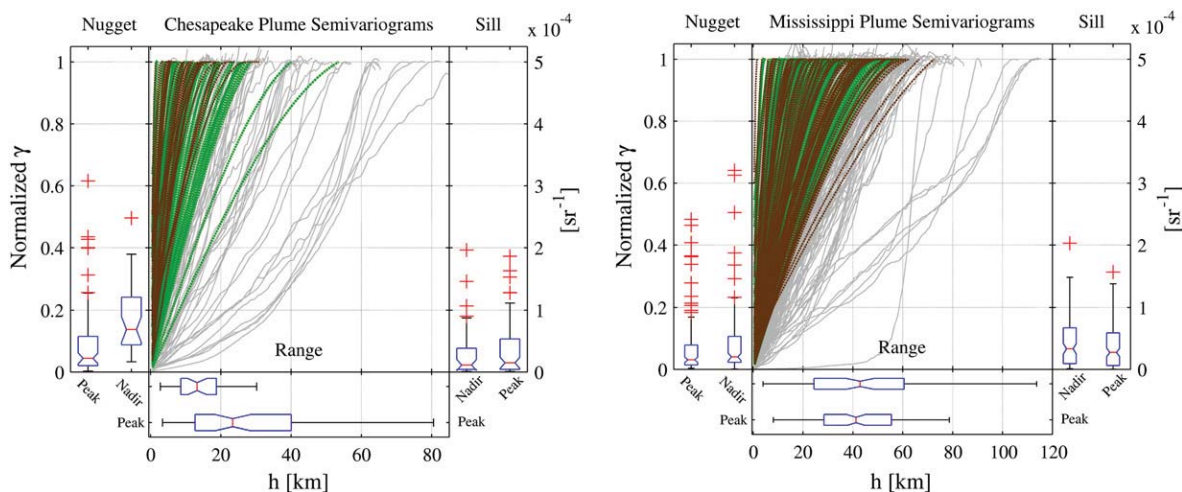 Nugget Chesapeake Plume Semivariograms Sill x 10-4
Normalized γ
1
0.8
0.6
0.4
0.2
0
5
4
3
2
1
0
[sr-1]
Range
Peak
Nadir
Nadir
Peak
Peak
0 20 40 60 80
h [km]
Nugget Mississippi Plume Semivariograms Sill x 10-4
Normalized γ
1
0.8
0.6
0.4
0.2
0
5
4
3
2
1
0
[sr-1]
Range
Peak
Nadir
Nadir
Peak
Peak
0 20 40 60 80 100 120
h [km]